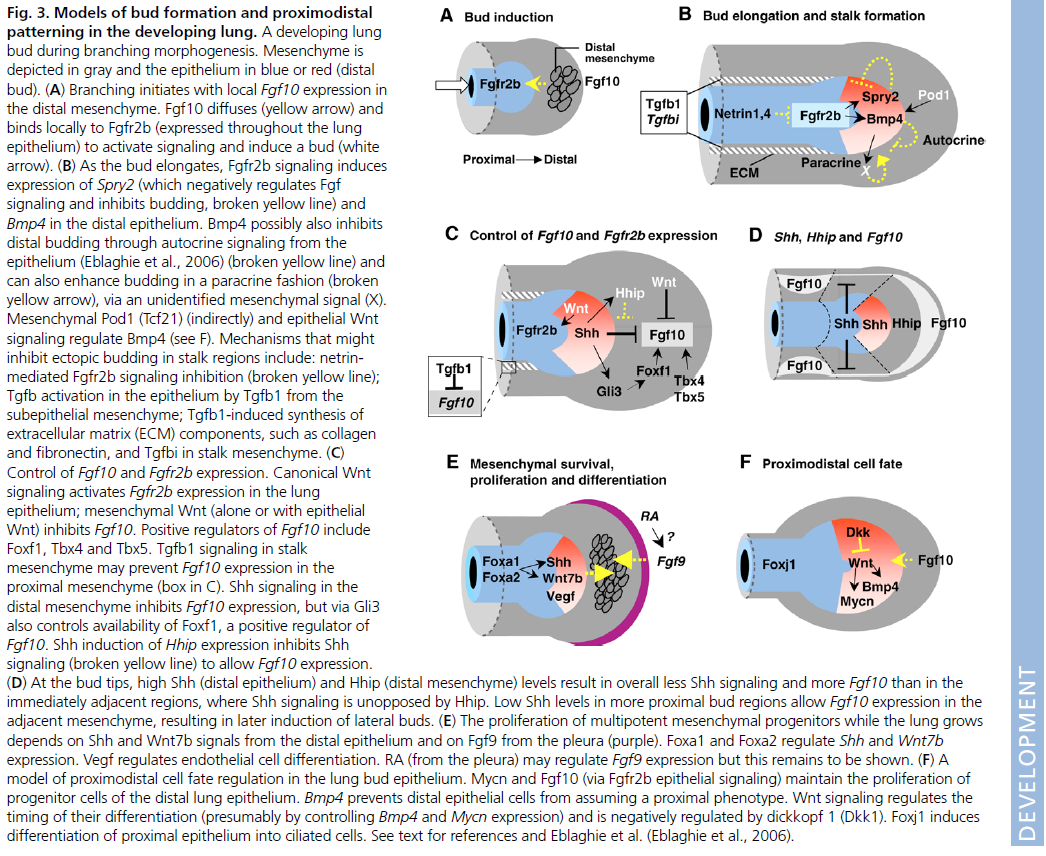 Fig. 3. Models of bud formation and proximodistal
patterning in the developing lung. A developing lung
bud during branching morphogenesis. Mesenchyme is
depicted in gray and the epithelium in blue or red (distal
bud). (A) Branching initiates with local Fgf10 expression in
the distal mesenchyme. Fgf10 diffuses (yellow arrow) and
binds locally to Fgfr2b (expressed throughout the lung
epithelium) to activate signaling and induce a bud (white
arrow). (B) As the bud elongates, Fgfr2b signaling induces
expression of Spry2 (which negatively regulates Fgf
signaling and inhibits budding, broken yellow line) and
Bmp4 in the distal epithelium. Bmp4 possibly also inhibits
distal budding through autocrine signaling from the
epithelium (Eblaghie et al., 2006) (broken yellow line) and
can also enhance budding in a paracrine fashion (broken
yellow arrow), via an unidentified mesenchymal signal (X).
Mesenchymal Pod1 (Tcf21) (indirectly) and epithelial Wnt
signaling regulate Bmp4 (see F). Mechanisms that might
inhibit ectopic budding in stalk regions include: netrin-
mediated Fgfr2b signaling inhibition (broken yellow line);
Tgfb activation in the epithelium by Tgfb1 from the
subepithelial mesenchyme; Tgfb1-induced synthesis of
extracellular matrix (ECM) components, such as collagen
and fibronectin, and Tgfbi in stalk mesenchyme. (C)
Control of Fgf10 and Fgfr2b expression. Canonical Wnt
signaling activates Fgfr2b expression in the lung
epithelium; mesenchymal Wnt (alone or with epithelial
Wnt) inhibits Fgf10. Positive regulators of Fgf10 include
Foxf1, Tbx4 and Tbx5. Tgfb1 signaling in stalk
mesenchyme may prevent Fgf10 expression in the
proximal mesenchyme (box in C). Shh signaling in the
distal mesenchyme inhibits Fgf10 expression, but via Gli3
also controls availability of Foxf1, a positive regulator of
Fgf10. Shh induction of Hhip expression inhibits Shh
signaling (broken yellow line) to allow Fgf10 expression.
(D) At the bud tips, high Shh (distal epithelium) and Hhip (distal mesenchyme) levels result in overall less Shh signaling and more Fgf10 than in the
immediately adjacent regions, where Shh signaling is unopposed by Hhip. Low Shh levels in more proximal bud regions allow Fgf10 expression in the
adjacent mesenchyme, resulting in later induction of lateral buds. (E) The proliferation of multipotent mesenchymal progenitors while the lung grows
depends on Shh and Wnt7b signals from the distal epithelium and on Fgf9 from the pleura (purple). Foxa1 and Foxa2 regulate Shh and Wnt7b
expression. Vegf regulates endothelial cell differentiation. RA (from the pleura) may regulate Fgf9 expression but this remains to be shown. (F) A
model of proximodistal cell fate regulation in the lung bud epithelium. Mycn and Fgf10 (via Fgfr2b epithelial signaling) maintain the proliferation of
progenitor cells of the distal lung epithelium. Bmp4 prevents distal epithelial cells from assuming a proximal phenotype. Wnt signaling regulates the
timing of their differentiation (presumably by controlling Bmp4 and Mycn expression) and is negatively regulated by dickkopf 1 (Dkk1). Foxj1 induces
differentiation of proximal epithelium into ciliated cells. See text for references and Eblaghie et al. (Eblaghie et al., 2006).
A Bud induction
Distal
mesenchyme
Fgfr2b
Fgf10
Proximal
Distal
B Bud elongation and stalk formation
Tgfb1
Tgfbi
Netrin1,4
Fgfr2b
Spry2
Bmp4
Pod1
Autocrine
Paracrine
X
ECM
C Control of Fgf10 and Fgfr2b expression
Wnt
Hhip
Wnt
Fgfr2b
Shh
Fgf10
Foxf1
Gli3
Tbx4
Tbx5
Tgfb1
Fgf10
D Shh, Hhip and Fgf10
Fgf10
Shh Shh Hhip Fgf10
Fgf10
E Mesenchymal survival,
proliferation and differentiation
RA
?
Fgf9
Foxa1
Foxa2
Shh
Wnt7b
Vegf
F Proximodistal cell fate
Dkk
Foxj1
Wnt
Fgf10
Bmp4
Mycn
DEVELOPMENT